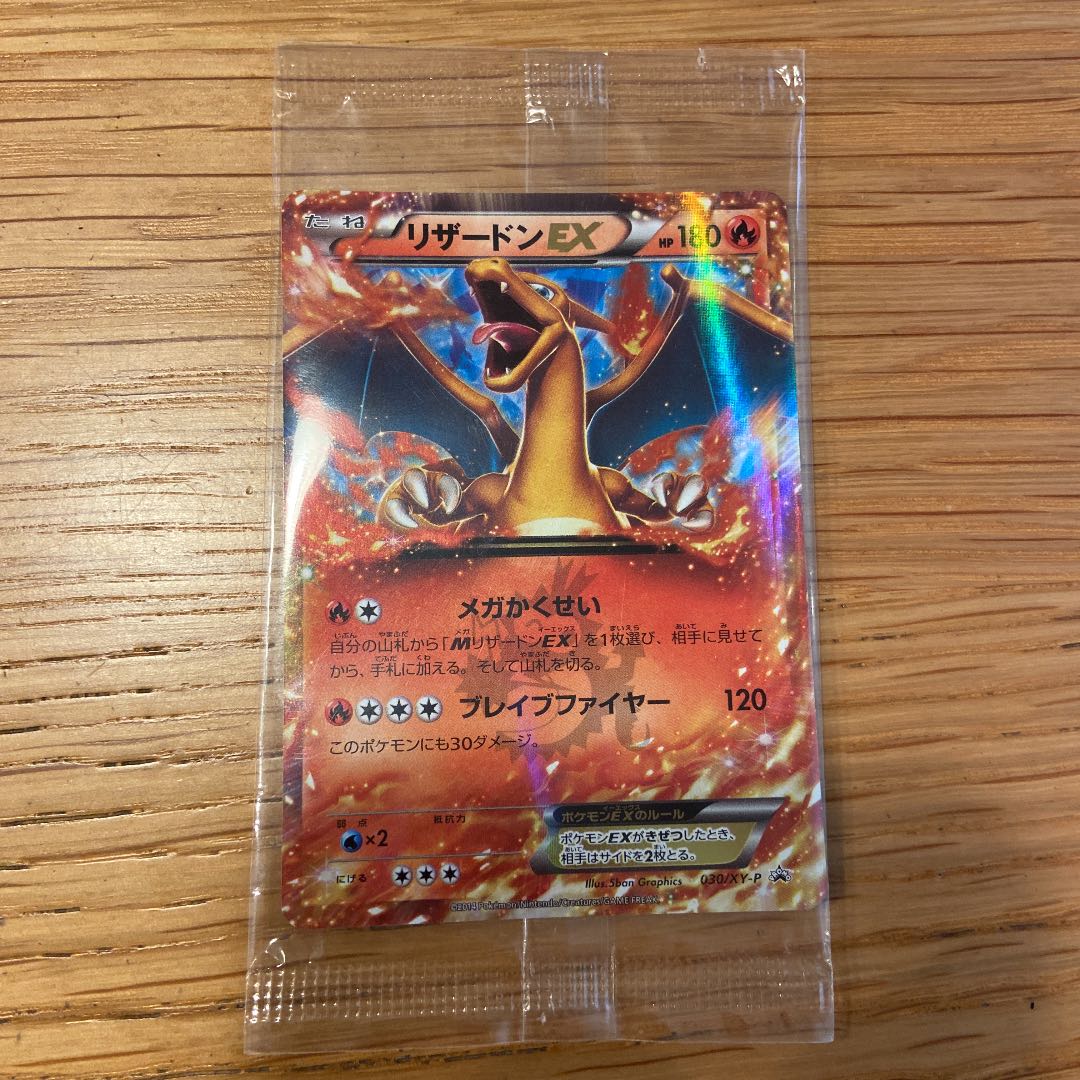 たね リザードンEX HP 180
メガかくせい
自分の山札から「MリザードンEX」を1枚選び、相手に見せて
から、手札に加える。そして山札を切る。
ブレイブファイヤー 120
このポケモンにも30ダメージ。
弱点 抵抗力
×2
ポケモンEXのルール
ポケモンEXがきぜつしたとき、
相手はサイドを2枚とる。
にげる
Illus. 5ban Graphics 030/XY-P
©2014 Pokémon/Nintendo/Creatures/GAME FREAK